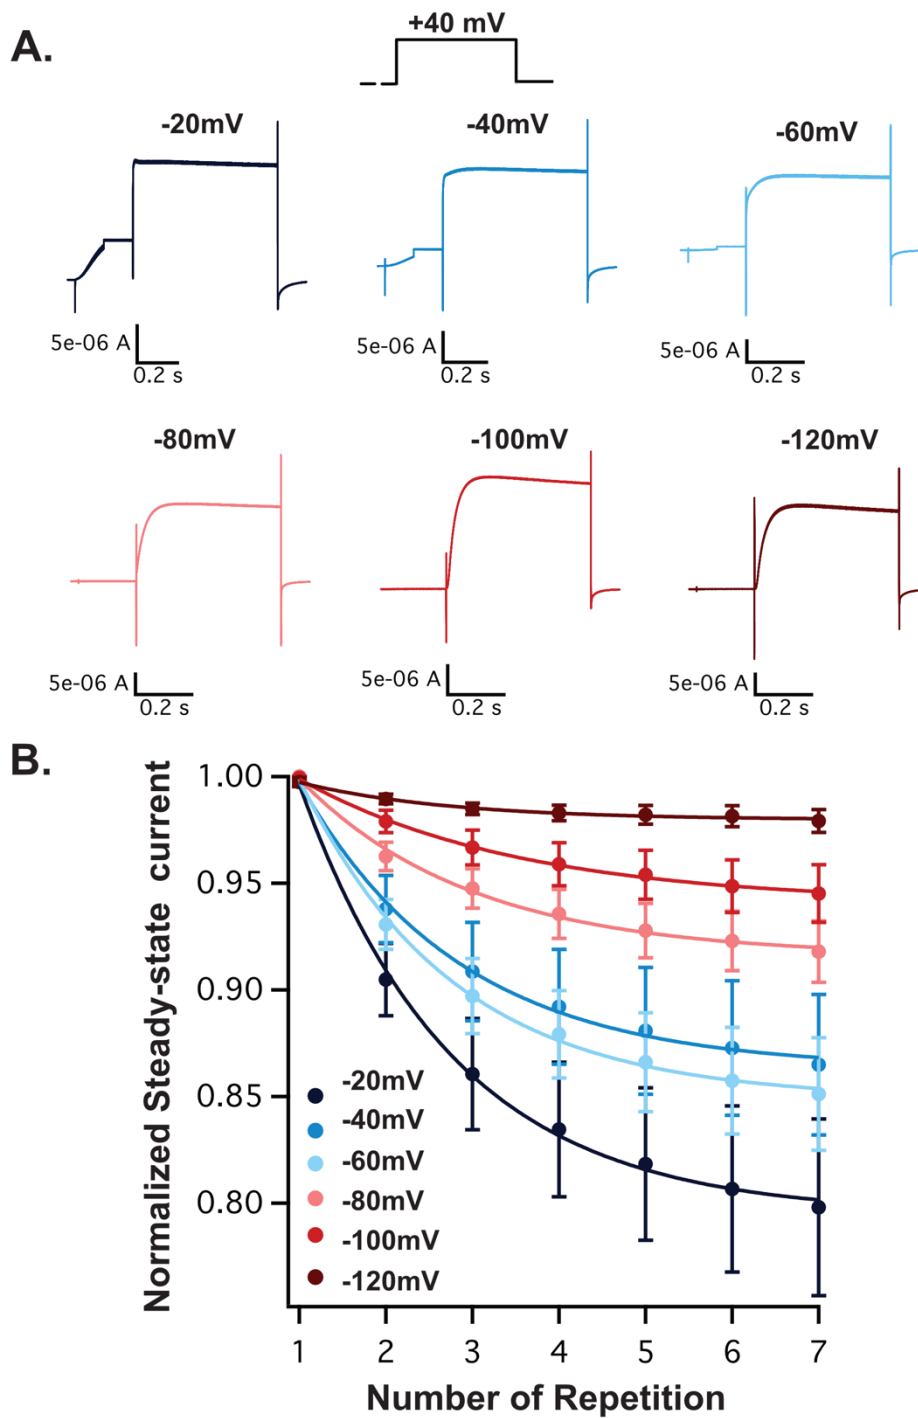 A.
+40 mV
-20mV
-40mV
-60mV
5e-06 A
0.2 s
5e-06 A
0.2 s
5e-06 A
0.2 s
-80mV
-100mV
-120mV
5e-06 A
0.2 s
5e-06 A
0.2 s
5e-06 A
0.2 s
B.
Normalized Steady-state current
1.00
0.95
0.90
0.85
0.80
-20mV
-40mV
-60mV
-80mV
-100mV
-120mV
1 2 3 4 5 6 7
Number of Repetition